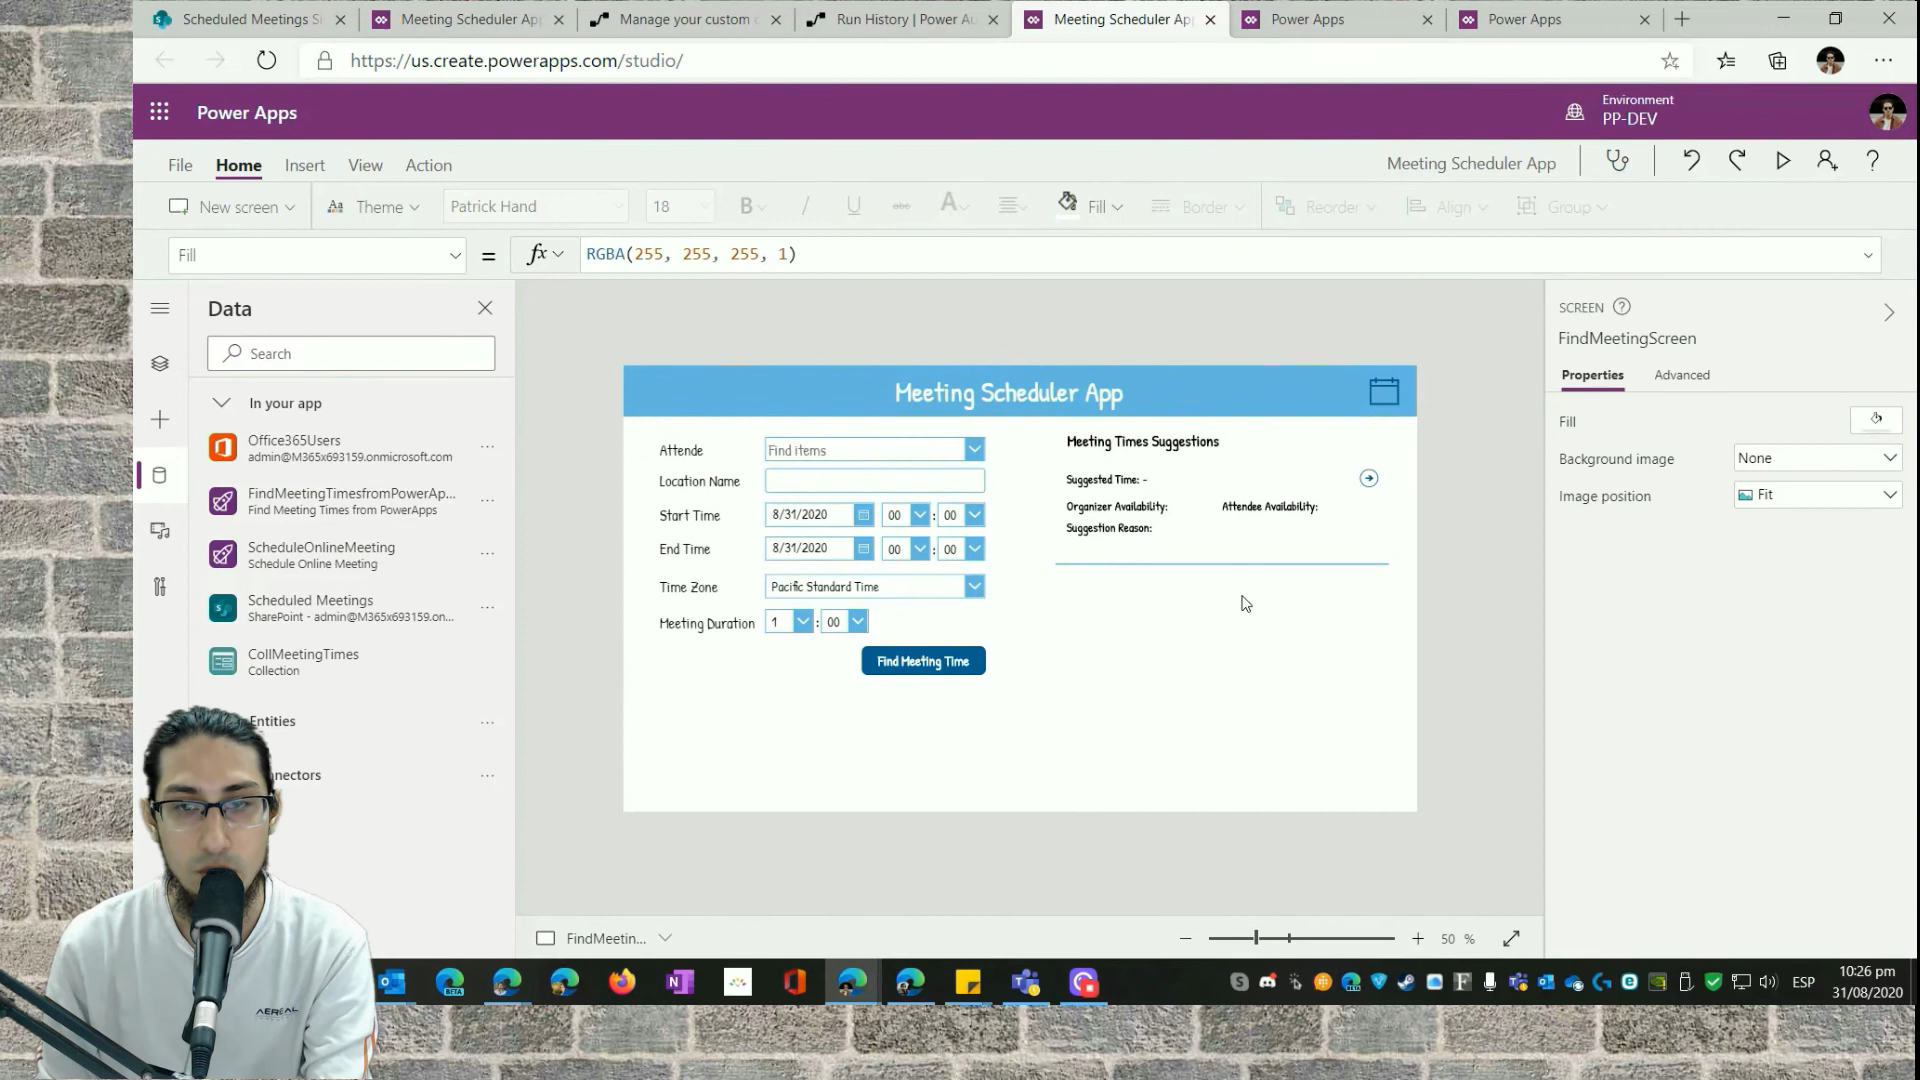 Scheduled Meetings Si
Meeting Scheduler Ap
Manage your custom c
Run History | Power Au
Meeting Scheduler Ap
Power Apps
Power Apps
https://us.create.powerapps.com/studio/
Power Apps
Environment
PP-DEV
File Home Insert View Action
Meeting Scheduler App
New screen
Theme
Patrick Hand
18
B / U abc A
Fill
Border
Reorder
Align
Group
Fill
=
fx
RGBA(255, 255, 255, 1)
Data
Search
In your app
Office365Users
admin@M365x693159.onmicrosoft.com
FindMeetingTimesfromPowerAp...
Find Meeting Times from PowerApps
ScheduleOnlineMeeting
Schedule Online Meeting
Scheduled Meetings
SharePoint - admin@M365x693159.on...
CollMeetingTimes
Collection
Entities
nnectors
Meeting Scheduler App
Attende
Find items
Location Name
Start Time
8/31/2020
00 : 00
End Time
8/31/2020
00 : 00
Time Zone
Pacific Standard Time
Meeting Duration
1 : 00
Find Meeting Time
Meeting Times Suggestions
Suggested Time: -
Organizer Availability:
Attendee Availability:
Suggestion Reason:
SCREEN
FindMeetingScreen
Properties
Advanced
Fill
Background image
None
Image position
Fit
FindMeetin...
50 %
BETA
ESP
10:26 pm
31/08/2020
AERÉAL